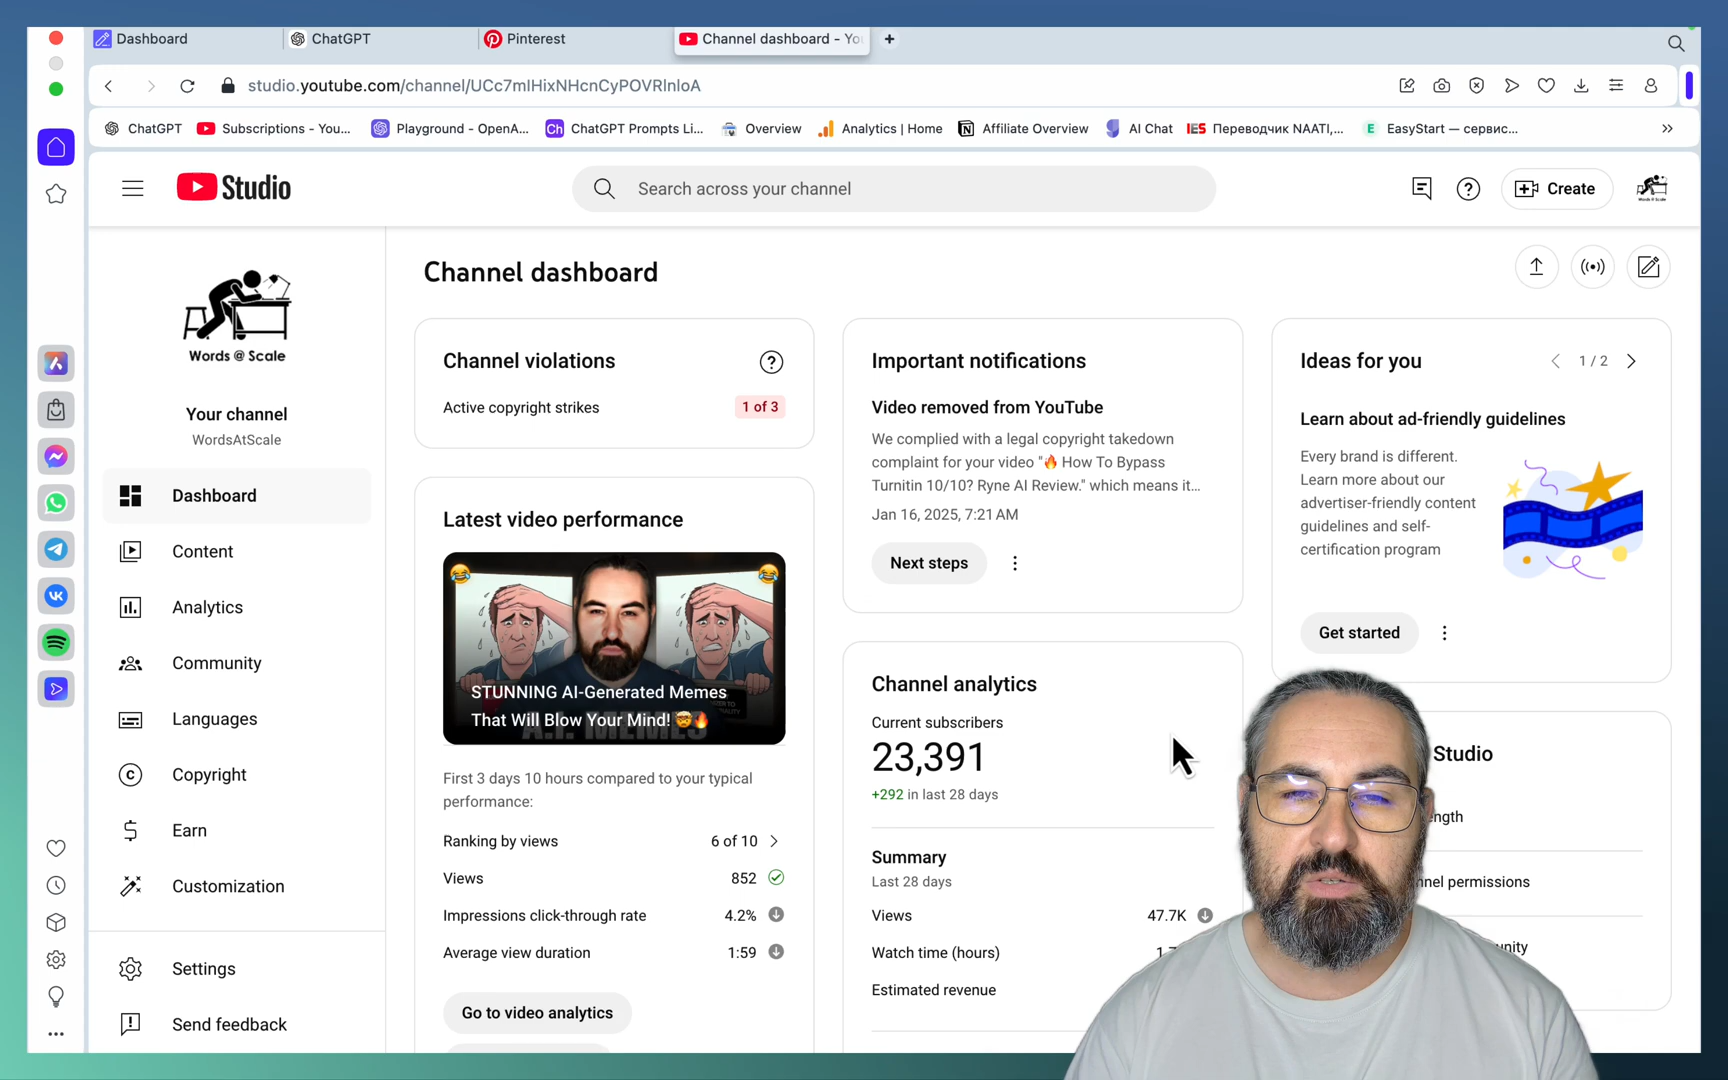 Dashboard
ChatGPT
Pinterest
Channel dashboard - Yo
studio.youtube.com/channel/UCc7mIHixNHcnCyPOVRlnloA
ChatGPT
Subscriptions - You...
Playground - OpenA...
Ch
ChatGPT Prompts Li...
Overview
Analytics | Home
Affiliate Overview
AI Chat
IES
Переводчик NAATI,...
E
EasyStart — сервис...
Studio
Search across your channel
Create
Words @ Scale
Words @ Scale
Your channel
WordsAtScale
Dashboard
Content
Analytics
Community
Languages
Copyright
Earn
Customization
Settings
Send feedback
Channel dashboard
Channel violations
Active copyright strikes
1 of 3
Latest video performance
STUNNING AI-Generated Memes
That Will Blow Your Mind! 🤯🔥
A.I. MEMES
First 3 days 10 hours compared to your typical
performance:
Ranking by views
6 of 10
Views
852
Impressions click-through rate
4.2%
Average view duration
1:59
Go to video analytics
Important notifications
Video removed from YouTube
We complied with a legal copyright takedown
complaint for your video "🔥 How To Bypass
Turnitin 10/10? Ryne AI Review." which means it...
Jan 16, 2025, 7:21 AM
Next steps
Channel analytics
Current subscribers
23,391
+292 in last 28 days
Summary
Last 28 days
Views
47.7K
Watch time (hours)
Estimated revenue
Ideas for you
1 / 2
Learn about ad-friendly guidelines
Every brand is different.
Learn more about our
advertiser-friendly content
guidelines and self-
certification program
Get started
Studio
permissions